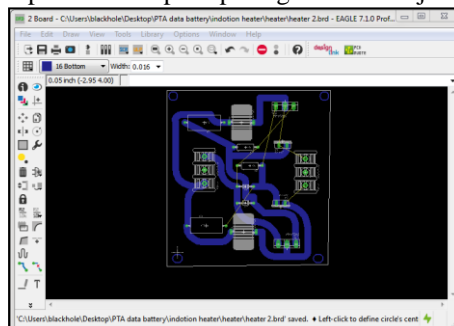 2 Board - C:\Users\blackhole\Desktop\PTA data battery\indotion heater\heater\heater 2.brd - EAGLE 7.1.0 Prof...
File Edit Draw View Tools Library Options Window Help
16 Bottom Width: 0.016
0.05 inch (-2.95 4.00)
'C:\Users\blackhole\Desktop\PTA data battery\indotion heater\heater\heater 2.brd' saved. ♦ Left-click to define circle's cent